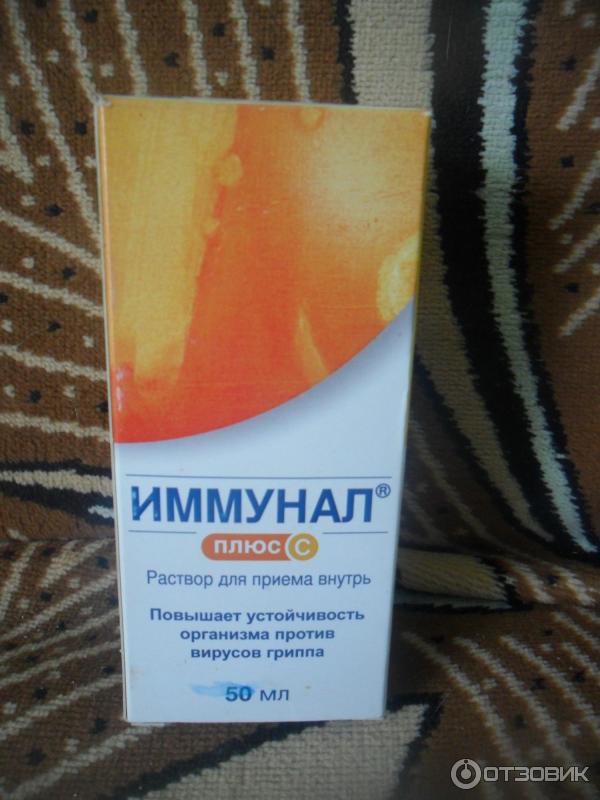 ИММУНАЛ®
ПЛЮС C
Раствор для приема внутрь
Повышает устойчивость
организма против
вирусов гриппа
50 мл
ОТЗОВИК